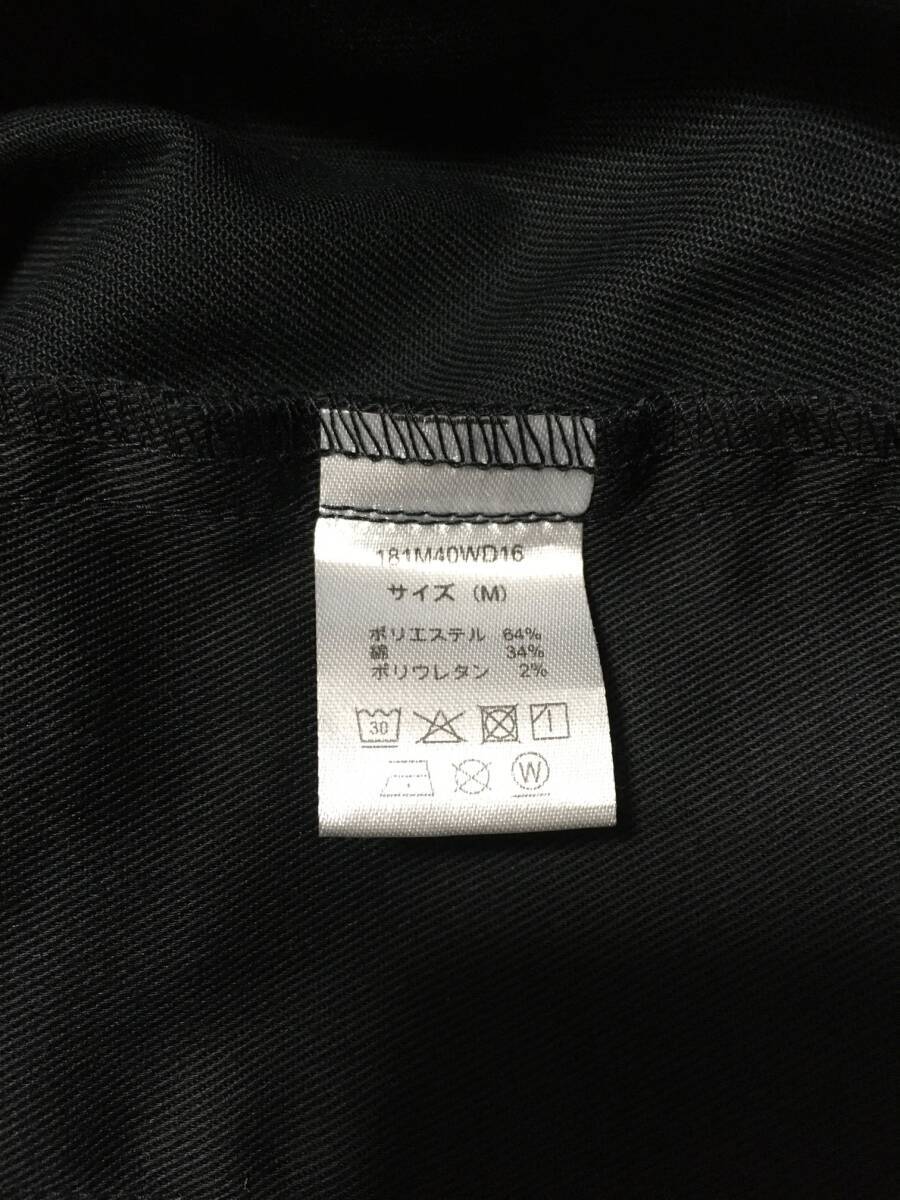 181M40WD16
サイズ (M)
ポリエステル 64%
綿 34%
ポリウレタン 2%
30
W